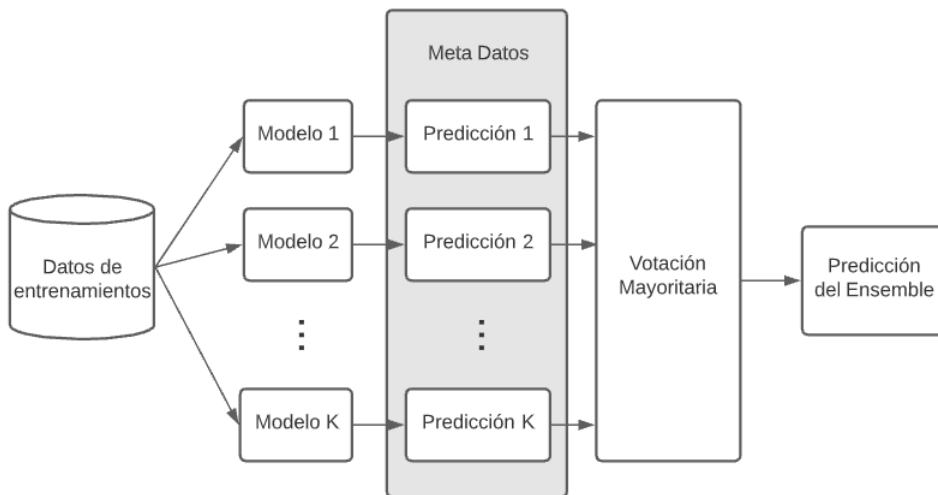 Meta Datos
Modelo 1
Predicción 1
Modelo 2
Predicción 2
Datos de
entrenamientos
Votación
Mayoritaria
Predicción
del Ensemble
Modelo K
Predicción K